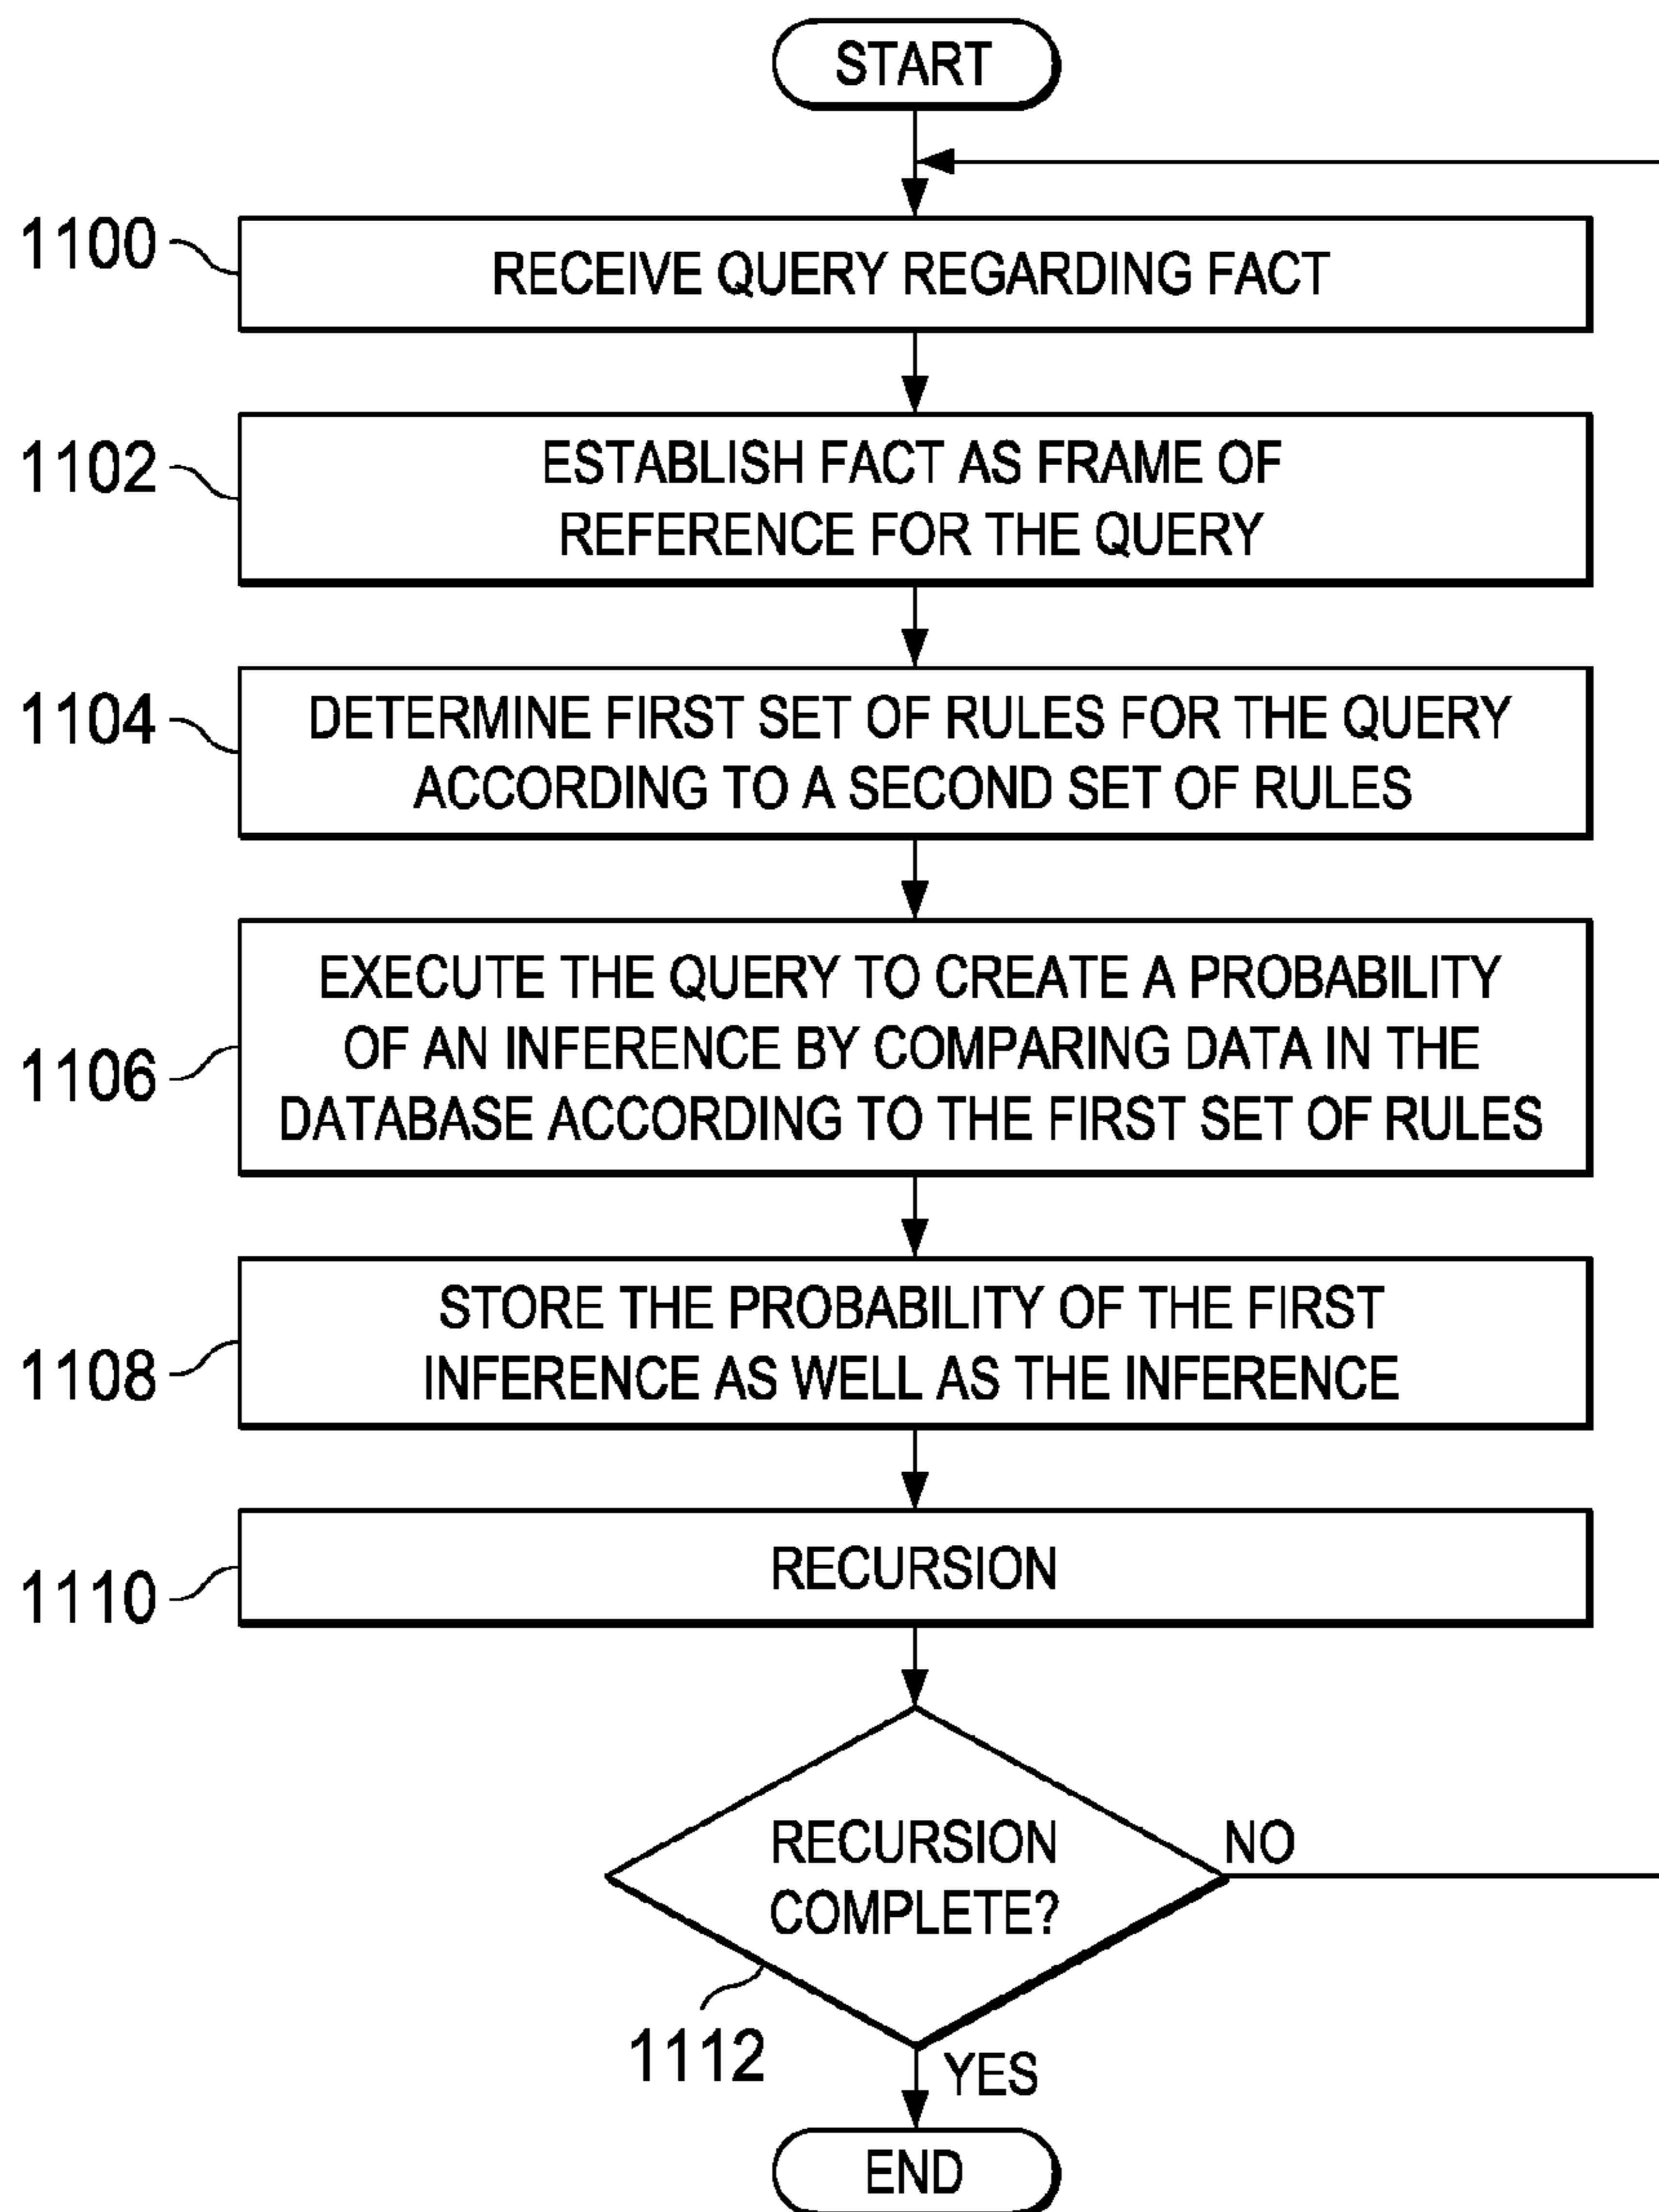 START
1100
RECEIVE QUERY REGARDING FACT
1102
ESTABLISH FACT AS FRAME OF
REFERENCE FOR THE QUERY
1104
DETERMINE FIRST SET OF RULES FOR THE QUERY
ACCORDING TO A SECOND SET OF RULES
1106
EXECUTE THE QUERY TO CREATE A PROBABILITY
OF AN INFERENCE BY COMPARING DATA IN THE
DATABASE ACCORDING TO THE FIRST SET OF RULES
1108
STORE THE PROBABILITY OF THE FIRST
INFERENCE AS WELL AS THE INFERENCE
1110
RECURSION
RECURSION
COMPLETE?
NO
1112
YES
END